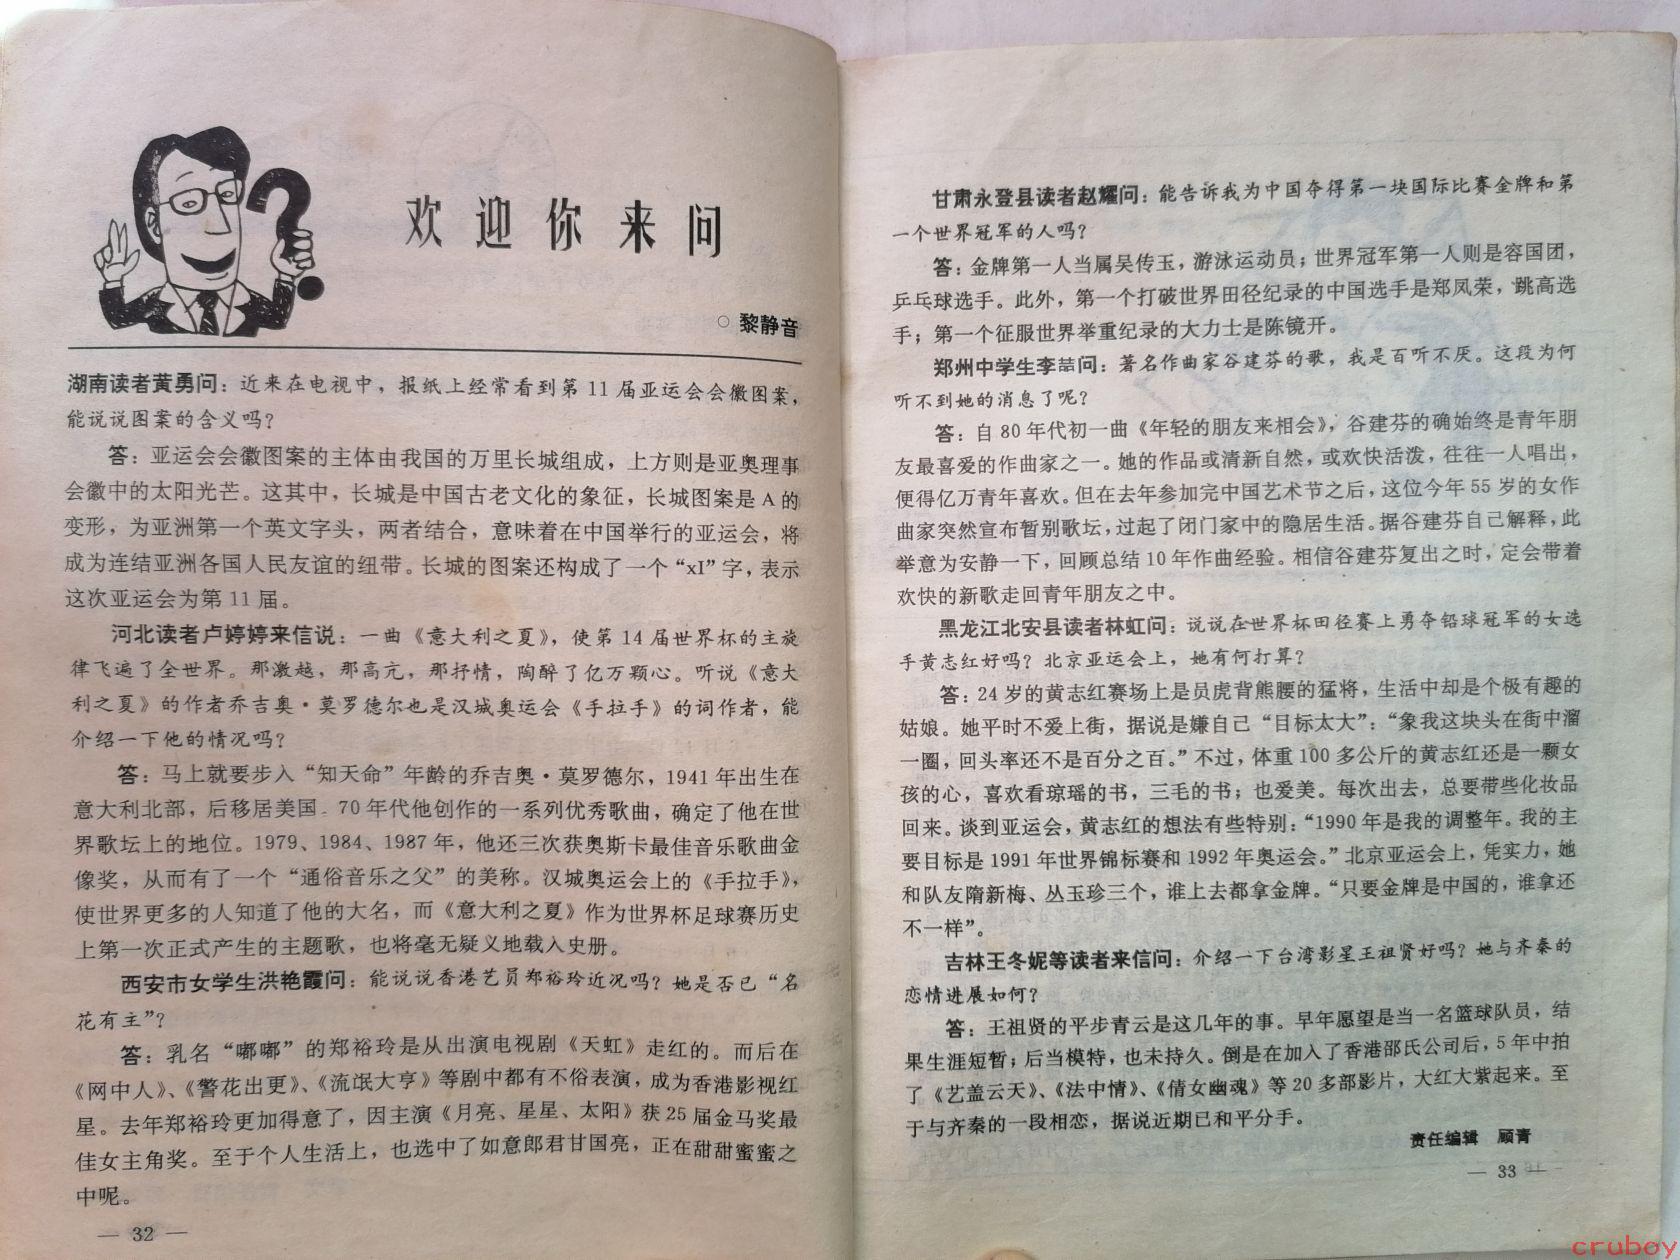 欢迎你来问
○ 黎静音
湖南读者黄勇问：近来在电视中，报纸上经常看到第 11 届亚运会会徽图案，
能说说图案的含义吗？
答：亚运会会徽图案的主体由我国的万里长城组成，上方则是亚奥理事
会徽中的太阳光芒。这其中，长城是中国古老文化的象征，长城图案是 A 的
变形，为亚洲第一个英文字头，两者结合，意味着在中国举行的亚运会，将
成为连结亚洲各国人民友谊的纽带。长城的图案还构成了一个“xI”字，表示
这次亚运会为第 11 届。
河北读者卢婷婷来信说：一曲《意大利之夏》，使第 14 届世界杯的主旋
律飞遍了全世界。那激越，那高亢，那抒情，陶醉了亿万颗心。听说《意大
利之夏》的作者乔吉奥·莫罗德尔也是汉城奥运会《手拉手》的词作者，能
介绍一下他的情况吗？
答：马上就要步入“知天命”年龄的乔吉奥·莫罗德尔，1941 年出生在
意大利北部，后移居美国。70 年代他创作的一系列优秀歌曲，确定了他在世
界歌坛上的地位。1979、1984、1987 年，他还三次获奥斯卡最佳音乐歌曲金
像奖，从而有了一个“通俗音乐之父”的美称。汉城奥运会上的《手拉手》，
使世界更多的人知道了他的大名，而《意大利之夏》作为世界杯足球赛历史
上第一次正式产生的主题歌，也将毫无疑义地载入史册。
西安市女学生洪艳霞问：能说说香港艺员郑裕玲近况吗？她是否已“名
花有主”？
答：乳名“嘟嘟”的郑裕玲是从出演电视剧《天虹》走红的。而后在
《网中人》、《警花出更》、《流氓大亨》等剧中都有不俗表演，成为香港影视红
星。去年郑裕玲更加得意了，因主演《月亮、星星、太阳》获 25 届金马奖最
佳女主角奖。至于个人生活上，也选中了如意郎君甘国亮，正在甜甜蜜蜜之
中呢。
— 32 —
甘肃永登县读者赵耀问：能告诉我为中国夺得第一块国际比赛金牌和第
一个世界冠军的人吗？
答：金牌第一人当属吴传玉，游泳运动员；世界冠军第一人则是容国团，
乒乓球选手。此外，第一个打破世界田径纪录的中国选手是郑凤荣，跳高选
手；第一个征服世界举重纪录的大力士是陈镜开。
郑州中学生李喆问：著名作曲家谷建芬的歌，我是百听不厌。这段为何
听不到她的消息了呢？
答：自 80 年代初一曲《年轻的朋友来相会》，谷建芬的确始终是青年朋
友最喜爱的作曲家之一。她的作品或清新自然，或欢快活泼，往往一人唱出，
便得亿万青年喜欢。但在去年参加完中国艺术节之后，这位今年 55 岁的女作
曲家突然宣布暂别歌坛，过起了闭门家中的隐居生活。据谷建芬自己解释，此
举意为安静一下，回顾总结 10 年作曲经验。相信谷建芬复出之时，定会带着
欢快的新歌走回青年朋友之中。
黑龙江北安县读者林虹问：说说在世界杯田径赛上勇夺铅球冠军的女选
手黄志红好吗？北京亚运会上，她有何打算？
答：24 岁的黄志红赛场上是员虎背熊腰的猛将，生活中却是个极有趣的
姑娘。她平时不爱上街，据说是嫌自己“目标太大”：“象我这块头在街中溜
一圈，回头率还不是百分之百。”不过，体重 100 多公斤的黄志红还是一颗女
孩的心，喜欢看琼瑶的书，三毛的书；也爱美。每次出去，总要带些化妆品
回来。谈到亚运会，黄志红的想法有些特别：“1990 年是我的调整年。我的主
要目标是 1991 年世界锦标赛和 1992 年奥运会。”北京亚运会上，凭实力，她
和队友隋新梅、丛玉珍三个，谁上去都拿金牌。“只要金牌是中国的，谁拿还
不一样”。
吉林王冬妮等读者来信问：介绍一下台湾影星王祖贤好吗？她与齐秦的
恋情进展如何？
答：王祖贤的平步青云是这几年的事。早年愿望是当一名篮球队员，结
果生涯短暂；后当模特，也未持久。倒是在加入了香港邵氏公司后，5 年中拍
了《艺盖云天》、《法中情》、《倩女幽魂》等 20 多部影片，大红大紫起来。至
于与齐秦的一段相恋，据说近期已和平分手。
责任编辑 顾青
— 33 —
cruboy